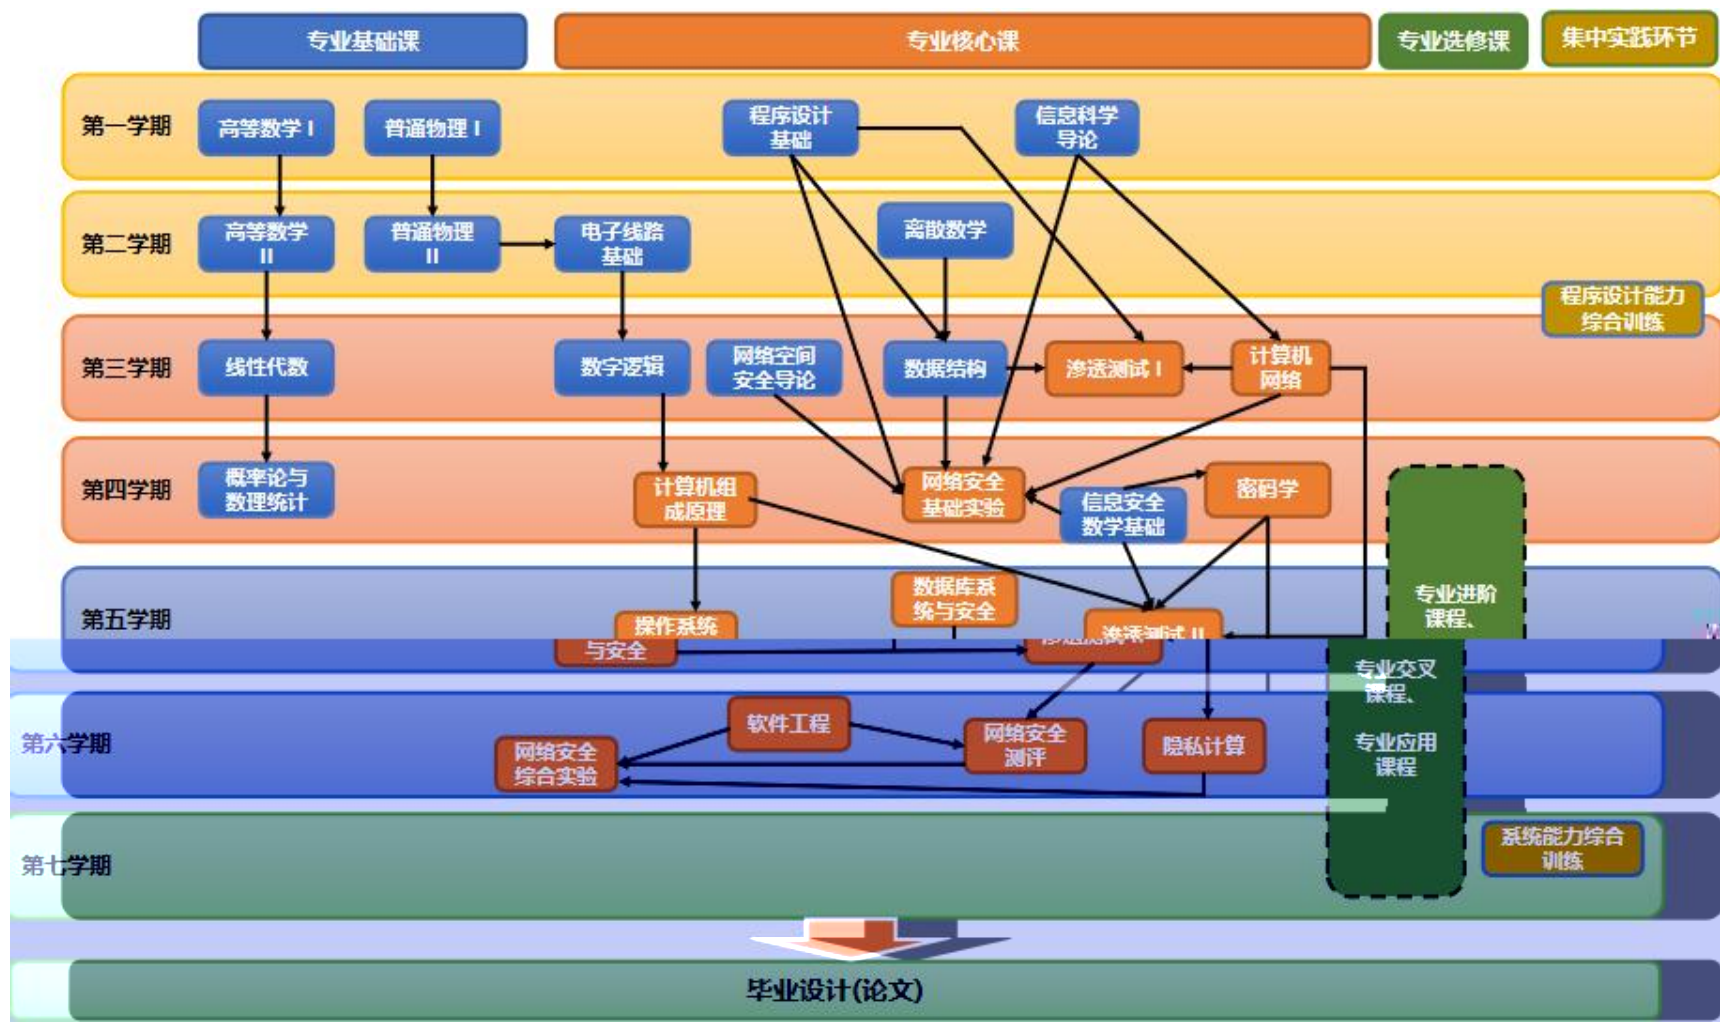 专业基础课
专业核心课
专业选修课
集中实践环节
第一学期
高等数学 I
普通物理 I
程序设计
基础
信息科学
导论
第二学期
高等数学
II
普通物理
II
电子线路
基础
离散数学
程序设计能力
综合训练
第三学期
线性代数
数字逻辑
网络空间
安全导论
数据结构
渗透测试 I
计算机
网络
第四学期
概率论与
数理统计
计算机组
成原理
网络安全
基础实验
信息安全
数学基础
密码学
第五学期
操作系统
与安全
数据库系
统与安全
渗透测试 II
专业进阶
课程、
专业交叉
课程、
专业应用
课程
第六学期
网络安全
综合实验
软件工程
网络安全
测评
隐私计算
第七学期
系统能力综合
训练
毕业设计(论文)